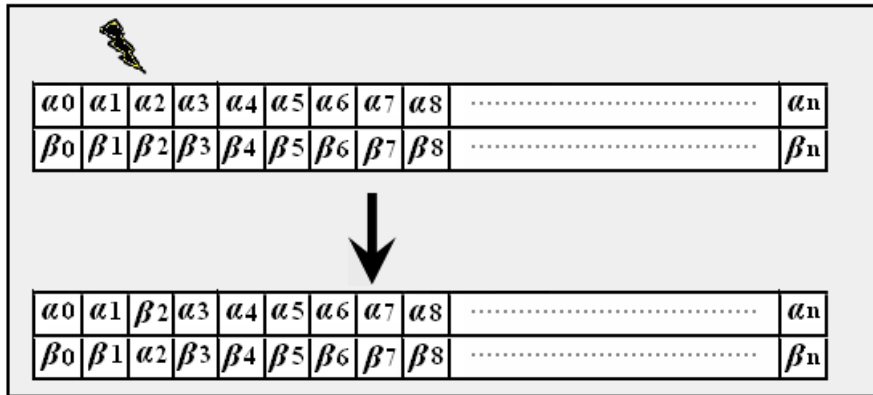 α0 α1 α2 α3 α4 α5 α6 α7 α8 ...................................... αn
β0 β1 β2 β3 β4 β5 β6 β7 β8 ...................................... βn
α0 α1 β2 α3 α4 α5 α6 α7 α8 ...................................... αn
β0 β1 α2 β3 β4 β5 β6 β7 β8 ...................................... βn